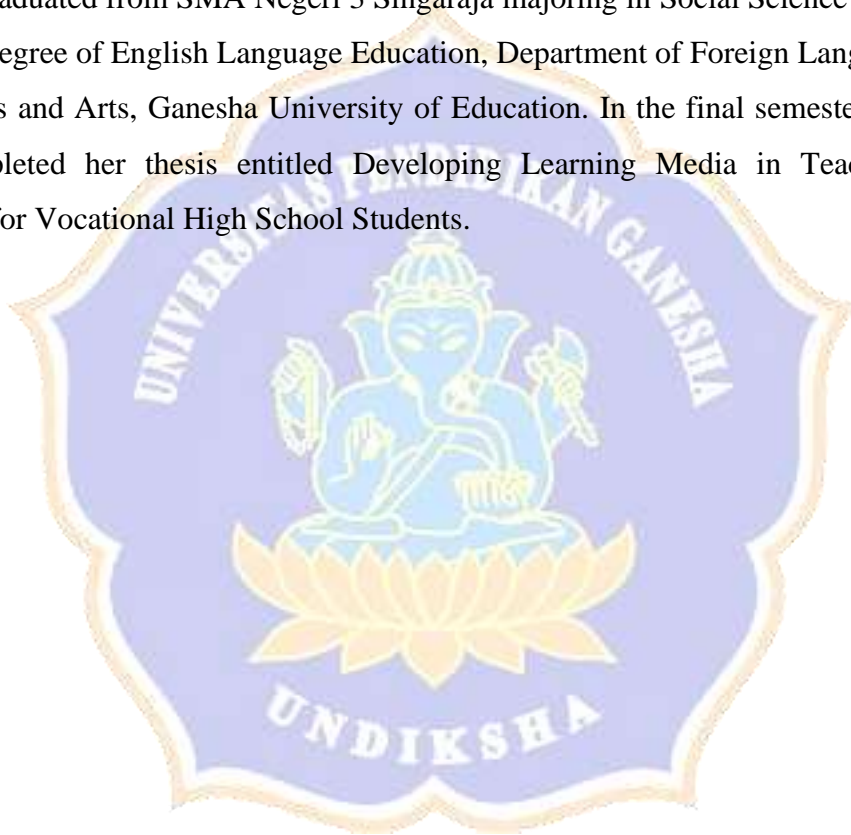 graduated from SMA Negeri 3 Singaraja majoring in Social Science
egree of English Language Education, Department of Foreign Lang
s and Arts, Ganesha University of Education. In the final semeste
pleted her thesis entitled Developing Learning Media in Tea
for Vocational High School Students.
UNIVERSITAS PENDIDIKAN GANESHA
UNDIKSHA